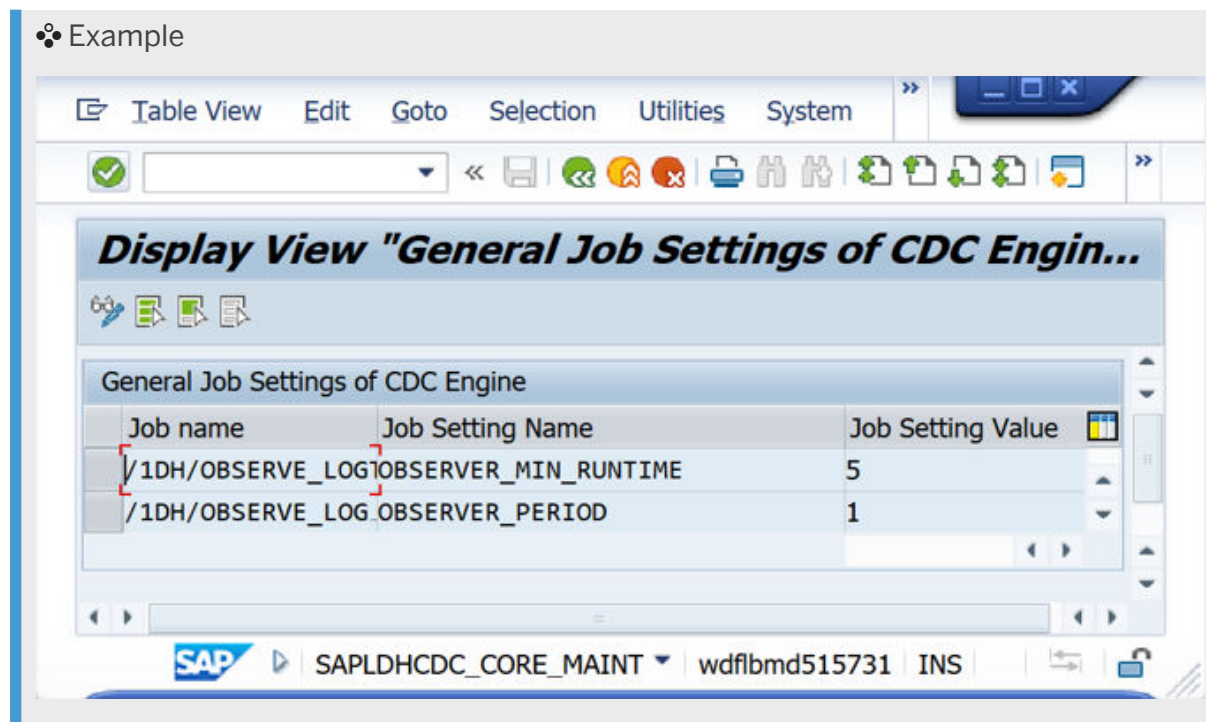 Example
Table View Edit Goto Selection Utilities System
Display View "General Job Settings of CDC Engin...
General Job Settings of CDC Engine
Job name Job Setting Name Job Setting Value
/1DH/OBSERVE_LOG OBSERVER_MIN_RUNTIME 5
/1DH/OBSERVE_LOG OBSERVER_PERIOD 1
SAP SAPLDHCDC_CORE_MAINT wdflbmd515731 INS